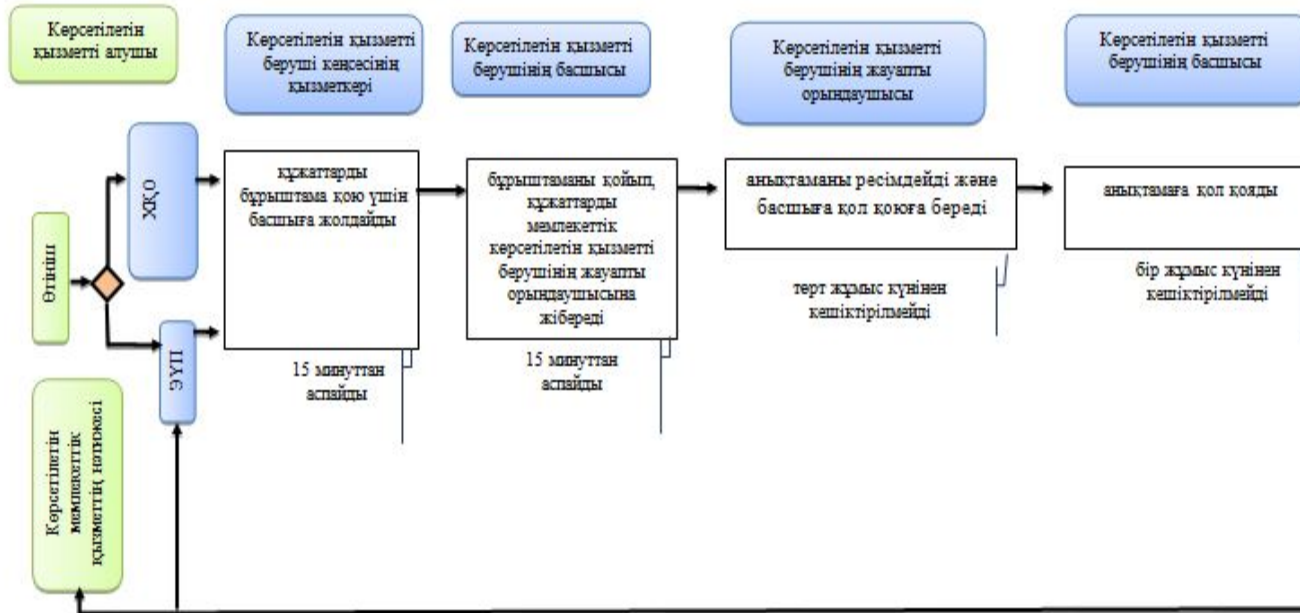 Көрсетілетін
қызметті алушы
Көрсетілетін қызметті
беруші кеңсесінің
қызметкері
Көрсетілетін қызметті
берушінің басшысы
Көрсетілетін қызметті
берушінің жауапты
орындаушысы
Көрсетілетін қызметті
берушінің басшысы
Өтініш
ХҚО
ЭҮП
құжаттарды
бұрыштама қою үшін
басшыға жолдайды
15 минуттан
аспайды
бұрыштаманы қойып,
құжаттарды
мемлекеттік
көрсетілетін қызметті
берушінің жауапты
орындаушысына
жібереді
15 минуттан
аспайды
анықтаманы ресімдейді және
басшыға қол қоюға береді
төрт жұмыс күнінен
кешіктірілмейді
анықтамаға қол қояды
бір жұмыс күнінен
кешіктірілмейді
Көрсетілетін
мемлекеттік
қызметтің нәтижесі